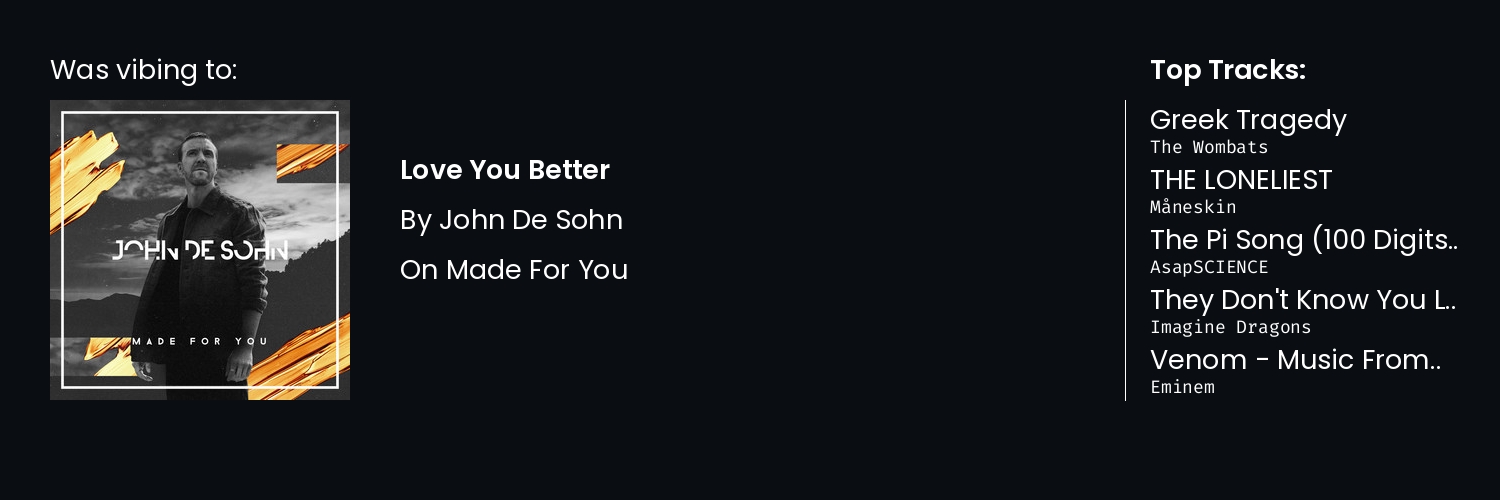 Was vibing to:
JOHN DE SOHN
MADE FOR YOU
Love You Better
By John De Sohn
On Made For You
Top Tracks:
Greek Tragedy
The Wombats
THE LONELIEST
Måneskin
The Pi Song (100 Digits..
AsapSCIENCE
They Don't Know You L..
Imagine Dragons
Venom - Music From..
Eminem